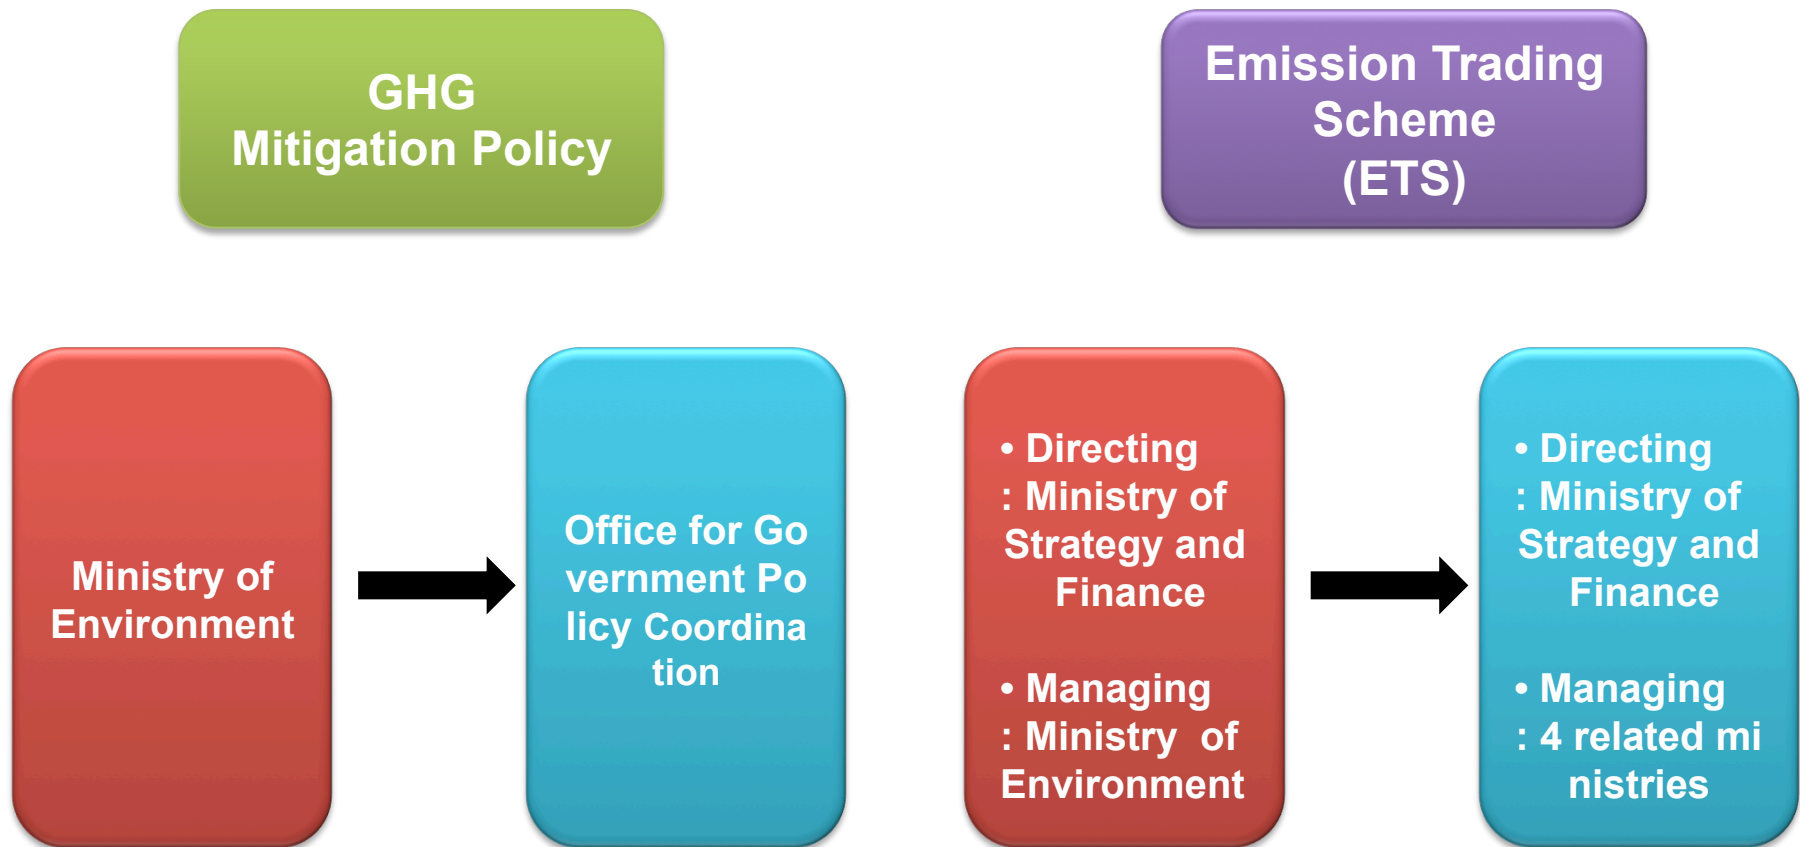 GHG
Mitigation Policy
Emission Trading
Scheme
(ETS)
Ministry of
Environment
Office for Go
vernment Po
licy Coordina
tion
• Directing
: Ministry of
Strategy and
Finance
• Managing
: Ministry  of
Environment
• Directing
: Ministry of
Strategy and
Finance
• Managing
: 4 related mi
nistries